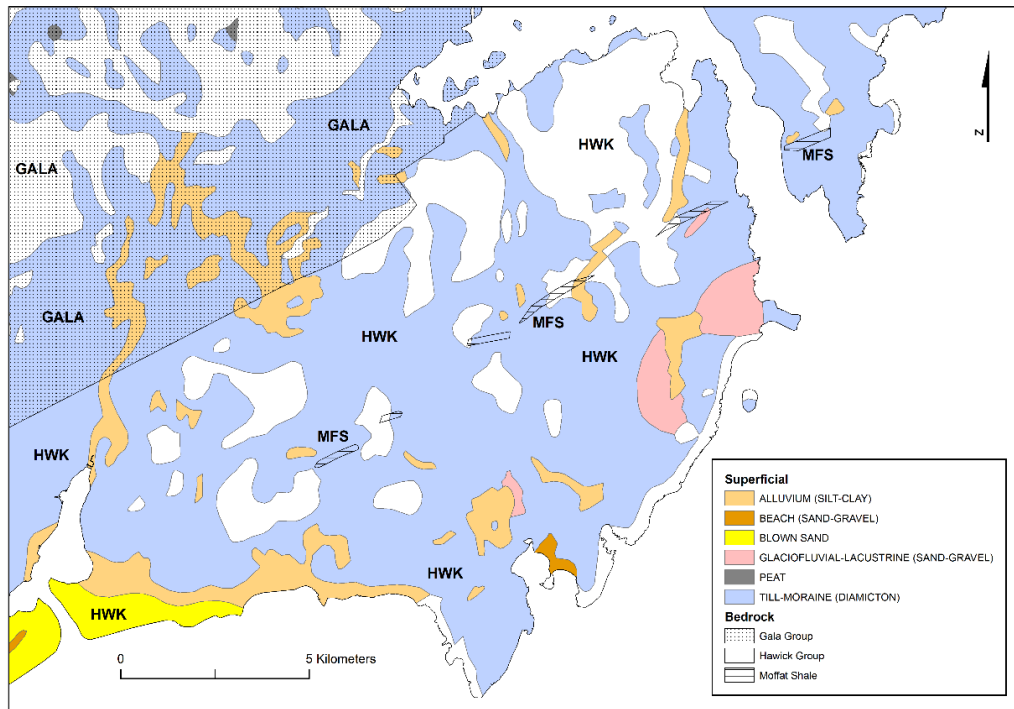 GALA
HWK
MFS
GALA
GALA
HWK
MFS
HWK
MFS
HWK
HWK
HWK
0
5 Kilometers
N
Superficial
ALLUVIUM (SILT-CLAY)
BEACH (SAND-GRAVEL)
BLOWN SAND
GLACIOFLUVIAL-LACUSTRINE (SAND-GRAVEL)
PEAT
TILL-MORAINE (DIAMICTON)
Bedrock
Gala Group
Hawick Group
Moffat Shale